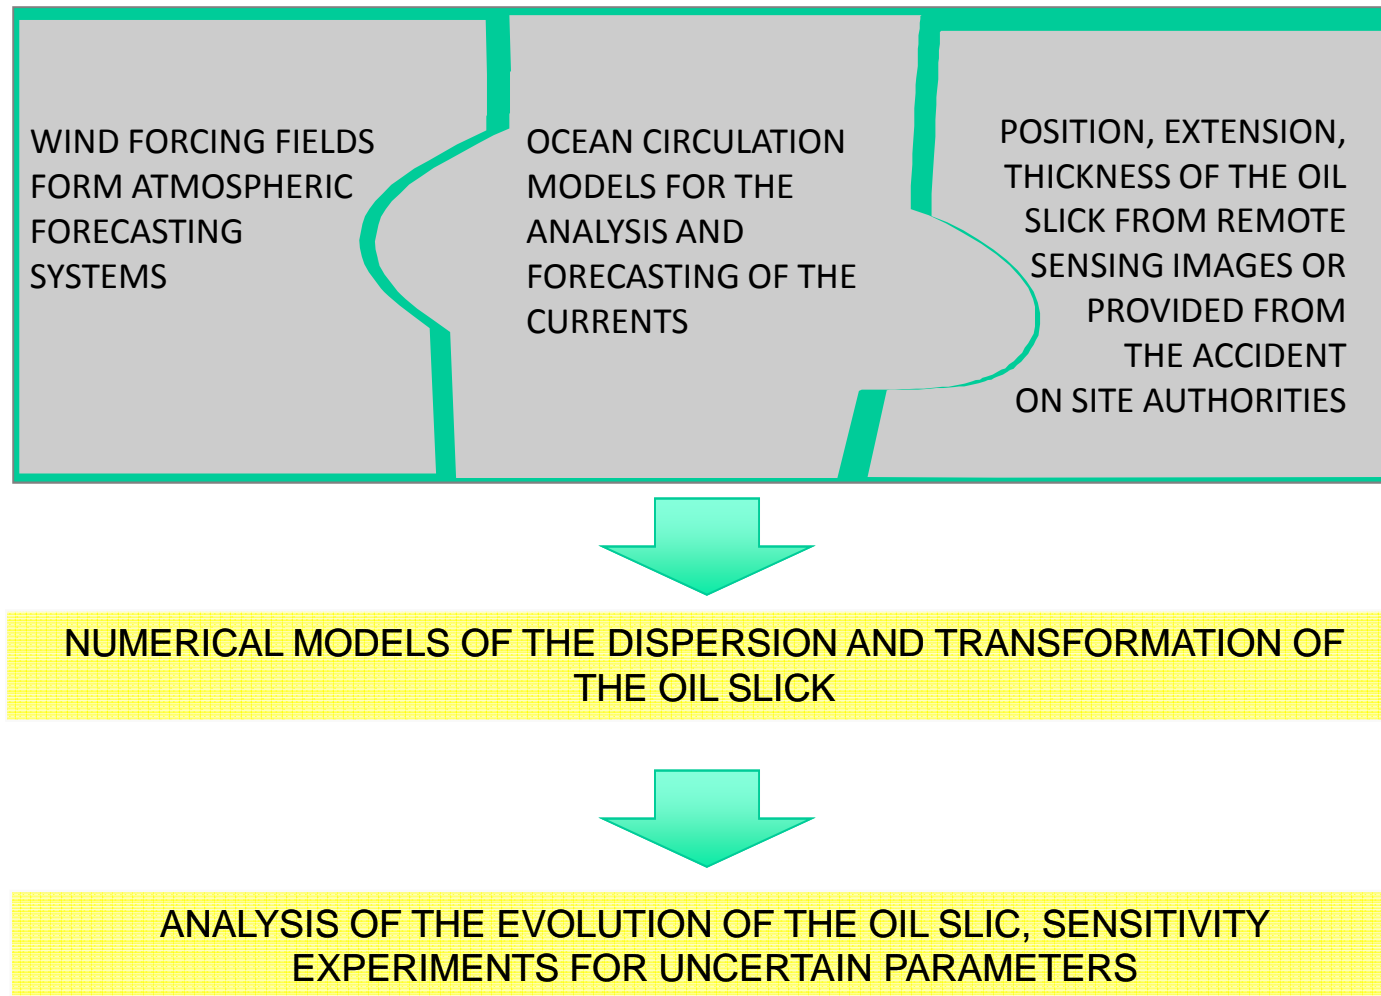 WIND FORCING FIELDS
FORM ATMOSPHERIC
FORECASTING
SYSTEMS
OCEAN CIRCULATION
MODELS FOR THE
ANALYSIS AND
FORECASTING OF THE
CURRENTS
POSITION, EXTENSION,
THICKNESS OF THE OIL
SLICK FROM REMOTE
SENSING IMAGES OR
PROVIDED FROM
THE ACCIDENT
ON SITE AUTHORITIES
NUMERICAL MODELS OF THE DISPERSION AND TRANSFORMATION OF
THE OIL SLICK
ANALYSIS OF THE EVOLUTION OF THE OIL SLIC, SENSITIVITY
EXPERIMENTS FOR UNCERTAIN PARAMETERS